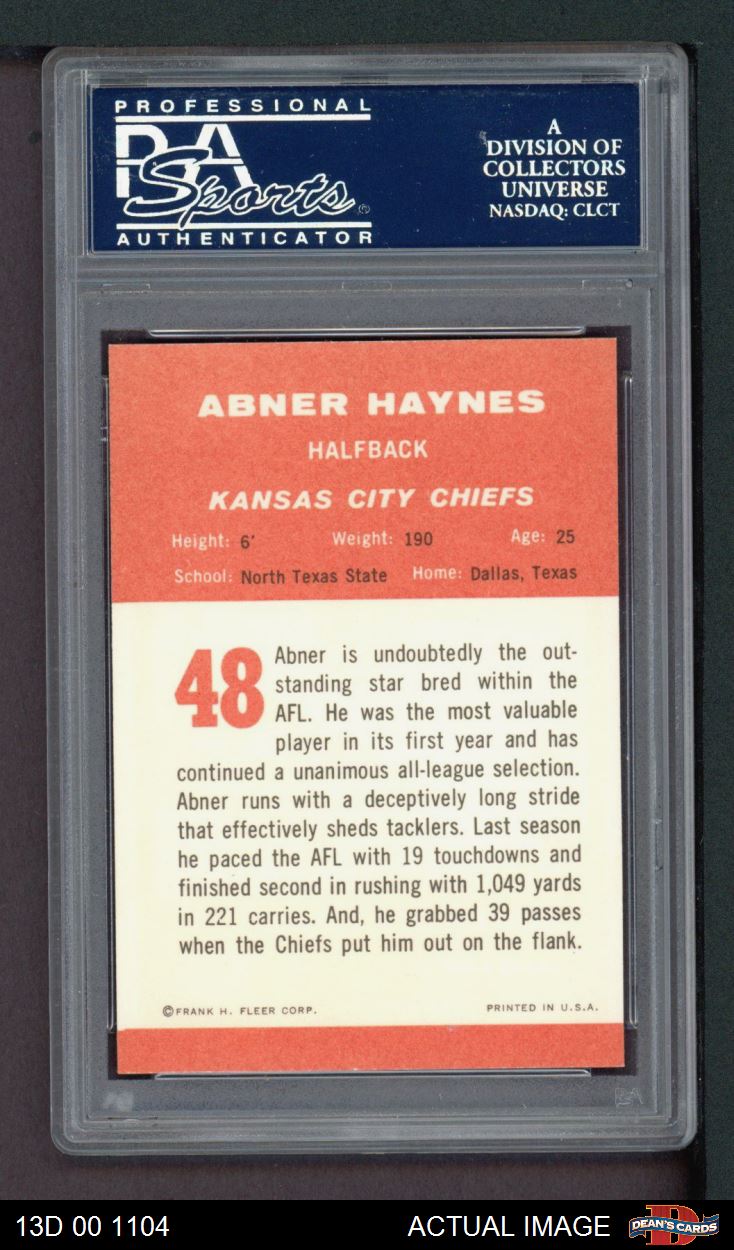 PROFESSIONAL
PSA
Sports®
AUTHENTICATOR
A
DIVISION OF
COLLECTORS
UNIVERSE
NASDAQ: CLCT
ABNER HAYNES
HALFBACK
KANSAS CITY CHIEFS
Height: 6' Weight: 190 Age: 25
School: North Texas State Home: Dallas, Texas
48
Abner is undoubtedly the out-
standing star bred within the
AFL. He was the most valuable
player in its first year and has
continued a unanimous all-league selection.
Abner runs with a deceptively long stride
that effectively sheds tacklers. Last season
he paced the AFL with 19 touchdowns and
finished second in rushing with 1,049 yards
in 221 carries. And, he grabbed 39 passes
when the Chiefs put him out on the flank.
©FRANK H. FLEER CORP. PRINTED IN U.S.A.
PSA
13D 00 1104 ACTUAL IMAGE DEAN'S CARDS